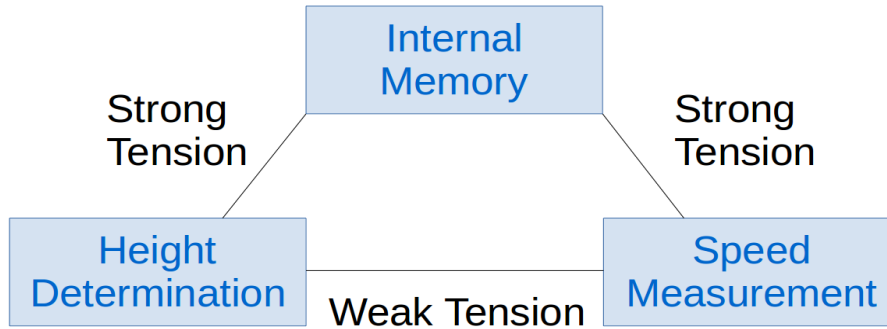 Internal
Memory
Strong
Tension
Strong
Tension
Height
Determination
Speed
Measurement
Weak Tension